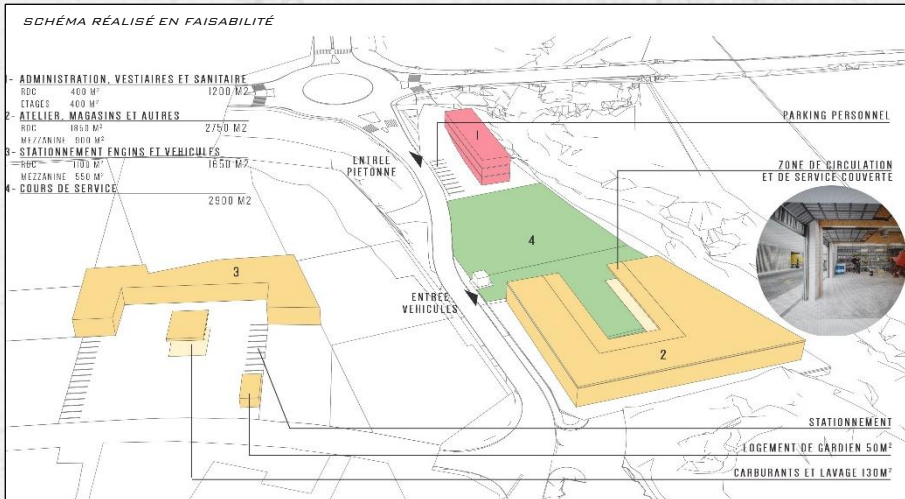 SCHÉMA RÉALISÉ EN FAISABILITÉ
1- ADMINISTRATION, VESTIAIRES ET SANITAIRE
RDC 400 M² 1200 M2
ETAGES 400 M²
2- ATELIER, MAGASINS ET AUTRES
RDC 1850 M² 2750 M2
MEZZANINE 900 M²
3- STATIONNEMENT ENGINS ET VEHICULES
RDC 1100 M² 1650 M2
MEZZANINE 550 M²
4- COURS DE SERVICE
2900 M2
PARKING PERSONNEL
ZONE DE CIRCULATION
ET DE SERVICE COUVERTE
ENTREE
PIETONNE
1
4
3
ENTREE
VEHICULES
2
STATIONNEMENT
LOGEMENT DE GARDIEN 50M²
CARBURANTS ET LAVAGE 130M²